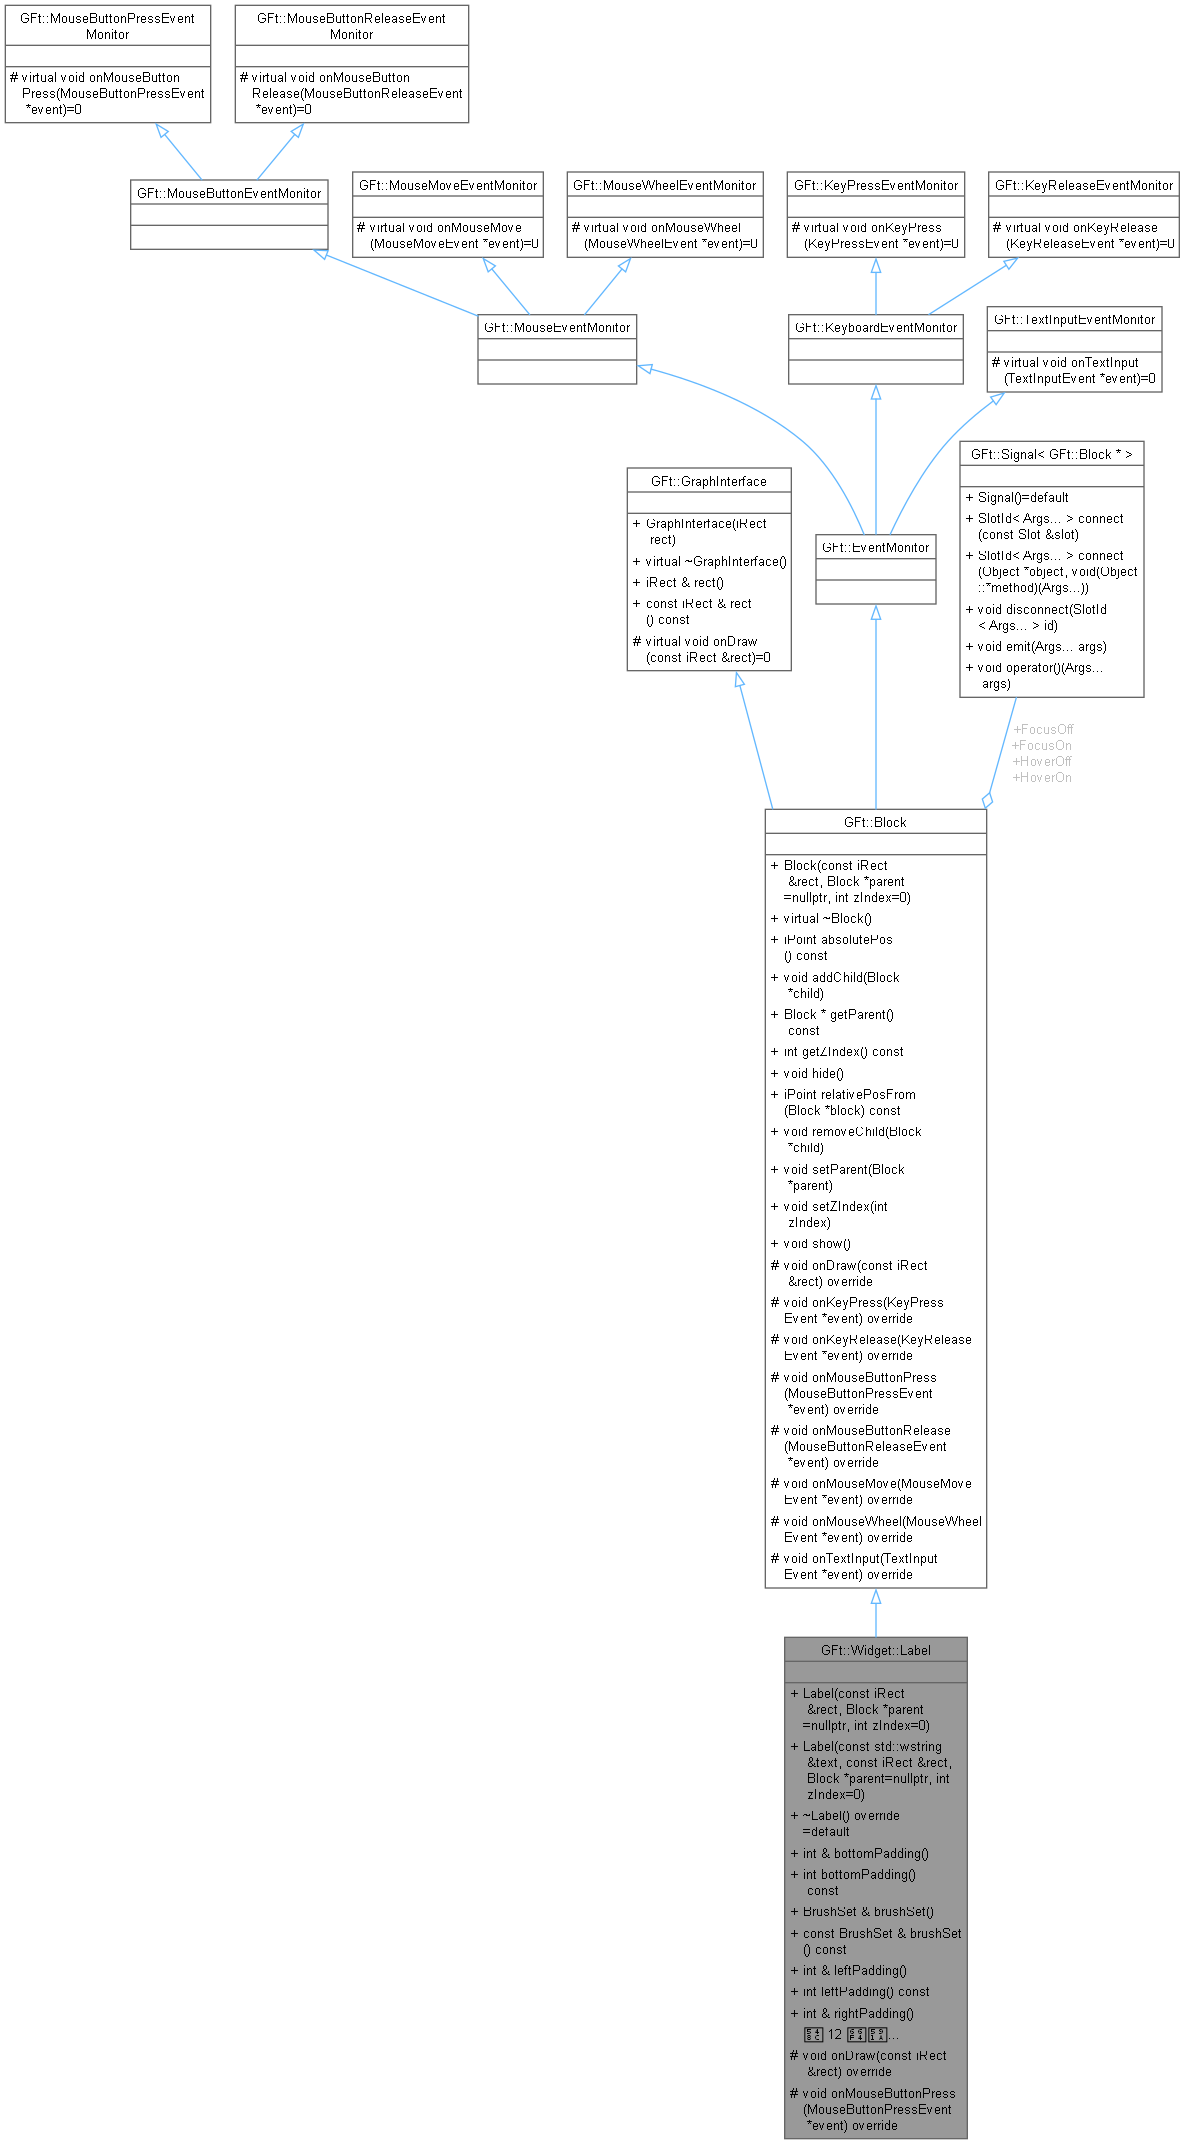 GFt::MouseButtonPressEvent
Monitor
# virtual void onMouseButton
Press(MouseButtonPressEvent
*event)=0
GFt::MouseButtonReleaseEvent
Monitor
# virtual void onMouseButton
Release(MouseButtonReleaseEvent
*event)=0
GFt::MouseButtonEventMonitor
GFt::MouseMoveEventMonitor
# virtual void onMouseMove
(MouseMoveEvent *event)=0
GFt::MouseWheelEventMonitor
# virtual void onMouseWheel
(MouseWheelEvent *event)=0
GFt::KeyPressEventMonitor
# virtual void onKeyPress
(KeyPressEvent *event)=0
GFt::KeyReleaseEventMonitor
# virtual void onKeyRelease
(KeyReleaseEvent *event)=0
GFt::MouseEventMonitor
GFt::KeyboardEventMonitor
GFt::TextInputEventMonitor
# virtual void onTextInput
(TextInputEvent *event)=0
GFt::GraphInterface
+ GraphInterface(iRect
rect)
+ virtual ~GraphInterface()
+ iRect & rect()
+ const iRect & rect
() const
# virtual void onDraw
(const iRect &rect)=0
GFt::EventMonitor
GFt::Signal< GFt::Block * >
+ Signal()=default
+ SlotId< Args... > connect
(const Slot &slot)
+ SlotId< Args... > connect
(Object *object, void(Object
::*method)(Args...))
+ void disconnect(SlotId
< Args... > id)
+ void emit(Args... args)
+ void operator()(Args...
args)
+FocusOff
+FocusOn
+HoverOff
+HoverOn
GFt::Block
+ Block(const iRect
&rect, Block *parent
=nullptr, int zIndex=0)
+ virtual ~Block()
+ iPoint absolutePos
() const
+ void addChild(Block
*child)
+ Block * getParent()
const
+ int getZIndex() const
+ void hide()
+ iPoint relativePosFrom
(Block *block) const
+ void removeChild(Block
*child)
+ void setParent(Block
*parent)
+ void setZIndex(int
zIndex)
+ void show()
# void onDraw(const iRect
&rect) override
# void onKeyPress(KeyPress
Event *event) override
# void onKeyRelease(KeyRelease
Event *event) override
# void onMouseButtonPress
(MouseButtonPressEvent
*event) override
# void onMouseButtonRelease
(MouseButtonReleaseEvent
*event) override
# void onMouseMove(MouseMove
Event *event) override
# void onMouseWheel(MouseWheel
Event *event) override
# void onTextInput(TextInput
Event *event) override
GFt::Widget::Label
+ Label(const iRect
&rect, Block *parent
=nullptr, int zIndex=0)
+ Label(const std::wstring
&text, const iRect &rect,
Block *parent=nullptr, int
zIndex=0)
+ ~Label() override
=default
+ int & bottomPadding()
+ int bottomPadding()
const
+ BrushSet & brushSet()
+ const BrushSet & brushSet
() const
+ int & leftPadding()
+ int leftPadding() const
+ int & rightPadding()
12 ...
# void onDraw(const iRect
&rect) override
# void onMouseButtonPress
(MouseButtonPressEvent
*event) override